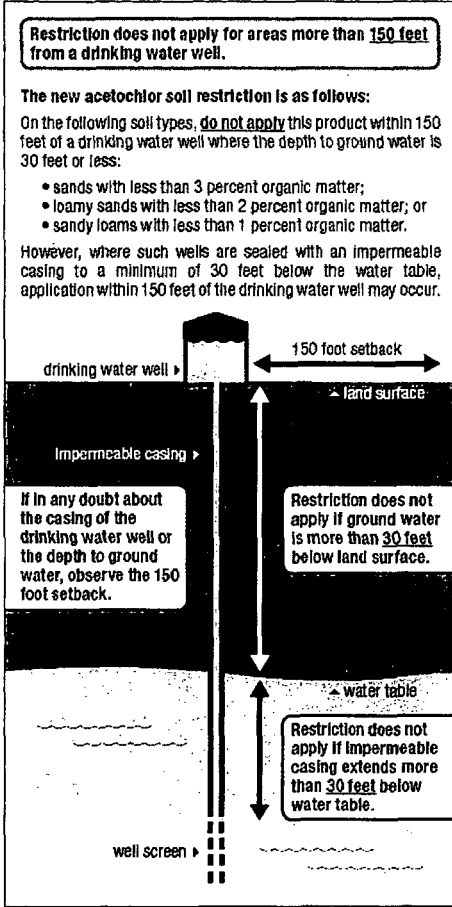 Restriction does not apply for areas more than 150 feet
from a drinking water well.
The new acetochlor soil restriction is as follows:
On the following soil types, do not apply this product within 150
feet of a drinking water well where the depth to ground water is
30 feet or less:
• sands with less than 3 percent organic matter;
• loamy sands with less than 2 percent organic matter; or
• sandy loams with less than 1 percent organic matter.
However, where such wells are sealed with an impermeable
casing to a minimum of 30 feet below the water table,
application within 150 feet of the drinking water well may occur.
150 foot setback
drinking water well
land surface
Impermeable casing
If in any doubt about
the casing of the
drinking water well or
the depth to ground
water, observe the 150
foot setback.
Restriction does not
apply if ground water
is more than 30 feet
below land surface.
water table
Restriction does not
apply if impermeable
casing extends more
than 30 feet below
water table.
well screen